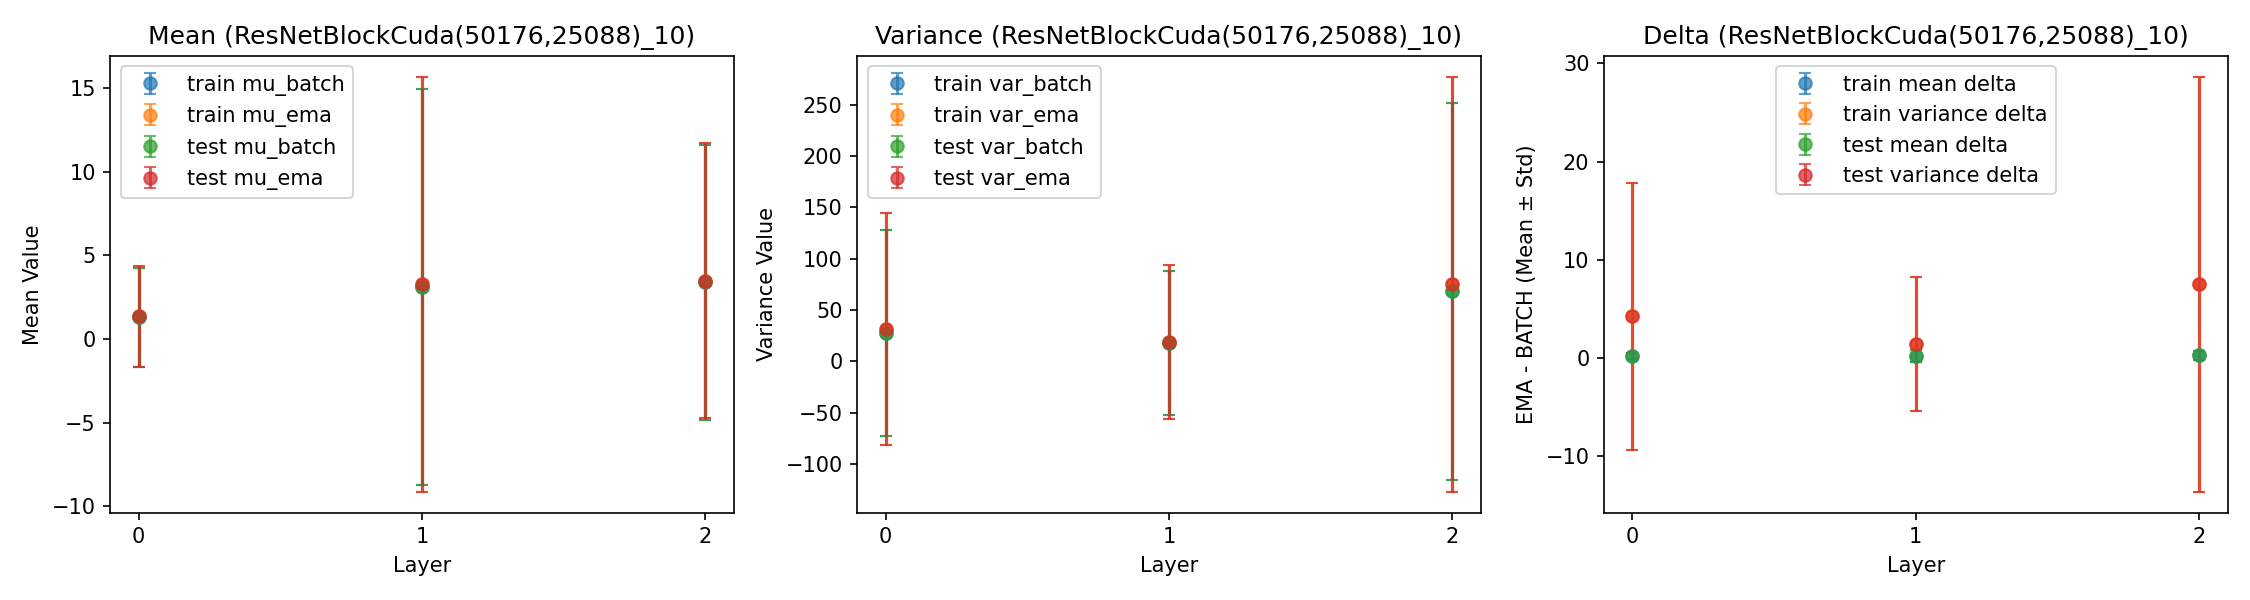 Mean (ResNetBlockCuda(50176,25088)_10)
train mu_batch
train mu_ema
test mu_batch
test mu_ema
Mean Value
15
10
5
0
−5
−10
0
1
2
Layer
Variance (ResNetBlockCuda(50176,25088)_10)
train var_batch
train var_ema
test var_batch
test var_ema
Variance Value
250
200
150
100
50
0
−50
−100
0
1
2
Layer
Delta (ResNetBlockCuda(50176,25088)_10)
train mean delta
train variance delta
test mean delta
test variance delta
EMA - BATCH (Mean ± Std)
30
20
10
0
−10
0
1
2
Layer